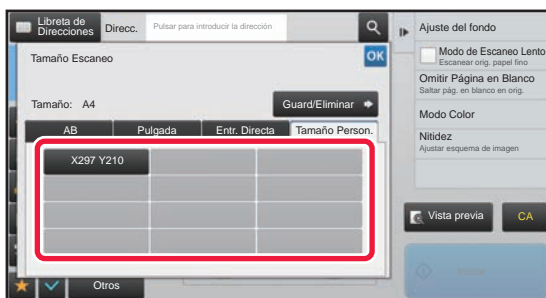 Libreta de
Direcciones
Direcc.
Pulsar para introducir la dirección
Tamaño Escaneo
OK
Tamaño: A4
Guard/Eliminar
AB
Pulgada
Entr. Directa
Tamaño Person.
X297 Y210
Otros
Ajuste del fondo
Modo de Escaneo Lento
Escanear orig. papel fino
Omitir Página en Blanco
Saltar pág. en blanco en orig.
Modo Color
Nitidez
Ajustar esquema de imagen
Vista previa
CA